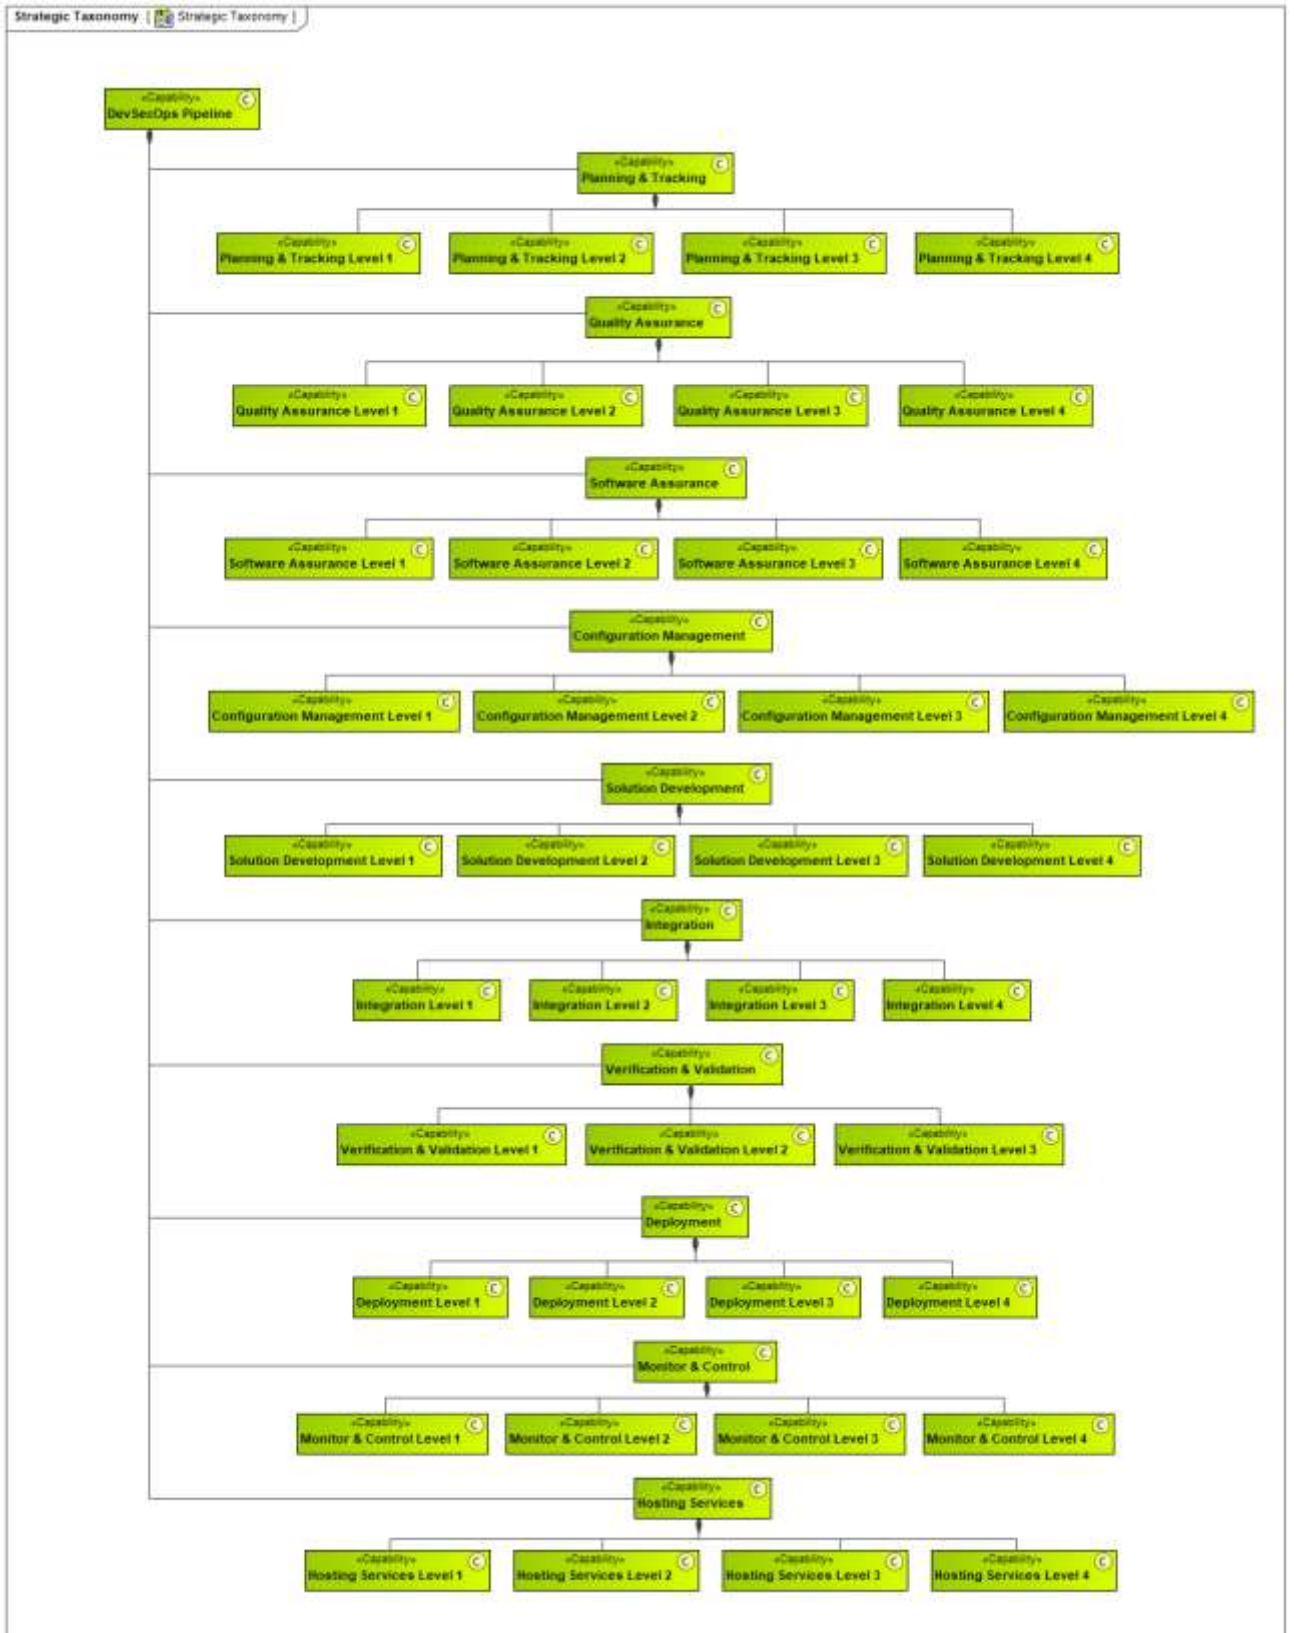 Strategic Taxonomy [ Strategic Taxonomy ]
«Capability»
C
DevSecOps Pipeline
«Capability»
C
Planning & Tracking
«Capability»
C
Planning & Tracking Level 1
«Capability»
C
Planning & Tracking Level 2
«Capability»
C
Planning & Tracking Level 3
«Capability»
C
Planning & Tracking Level 4
«Capability»
C
Quality Assurance
«Capability»
C
Quality Assurance Level 1
«Capability»
C
Quality Assurance Level 2
«Capability»
C
Quality Assurance Level 3
«Capability»
C
Quality Assurance Level 4
«Capability»
C
Software Assurance
«Capability»
C
Software Assurance Level 1
«Capability»
C
Software Assurance Level 2
«Capability»
C
Software Assurance Level 3
«Capability»
C
Software Assurance Level 4
«Capability»
C
Configuration Management
«Capability»
C
Configuration Management Level 1
«Capability»
C
Configuration Management Level 2
«Capability»
C
Configuration Management Level 3
«Capability»
C
Configuration Management Level 4
«Capability»
C
Solution Development
«Capability»
C
Solution Development Level 1
«Capability»
C
Solution Development Level 2
«Capability»
C
Solution Development Level 3
«Capability»
C
Solution Development Level 4
«Capability»
C
Integration
«Capability»
C
Integration Level 1
«Capability»
C
Integration Level 2
«Capability»
C
Integration Level 3
«Capability»
C
Integration Level 4
«Capability»
C
Verification & Validation
«Capability»
C
Verification & Validation Level 1
«Capability»
C
Verification & Validation Level 2
«Capability»
C
Verification & Validation Level 3
«Capability»
C
Deployment
«Capability»
C
Deployment Level 1
«Capability»
C
Deployment Level 2
«Capability»
C
Deployment Level 3
«Capability»
C
Deployment Level 4
«Capability»
C
Monitor & Control
«Capability»
C
Monitor & Control Level 1
«Capability»
C
Monitor & Control Level 2
«Capability»
C
Monitor & Control Level 3
«Capability»
C
Monitor & Control Level 4
«Capability»
C
Hosting Services
«Capability»
C
Hosting Services Level 1
«Capability»
C
Hosting Services Level 2
«Capability»
C
Hosting Services Level 3
«Capability»
C
Hosting Services Level 4